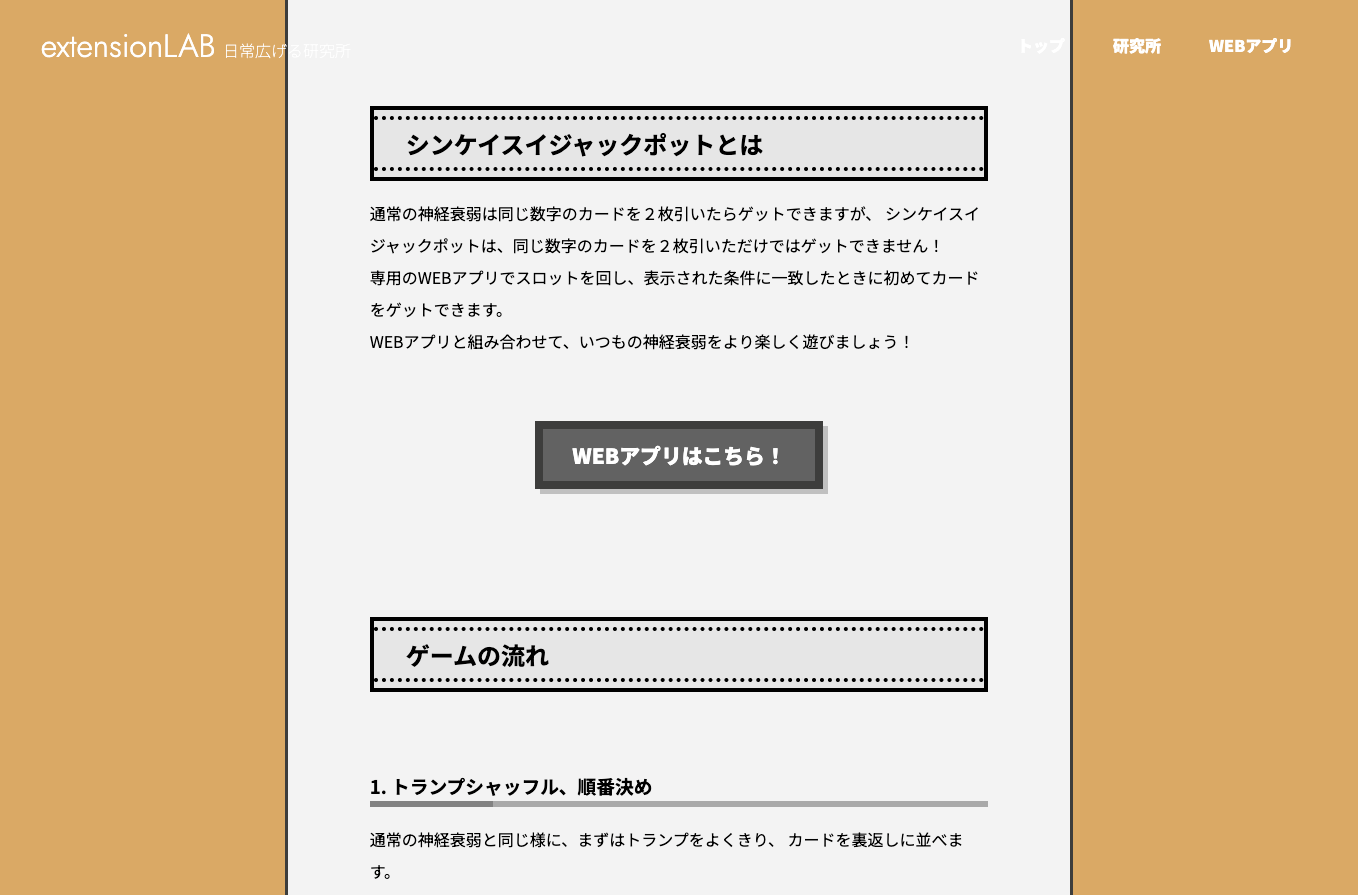 extensionLAB 日常広げる研究所
トップ 研究所 WEBアプリ
シンケイスイジャックポットとは
通常の神経衰弱は同じ数字のカードを２枚引いたらゲットできますが、 シンケイスイ
ジャックポットは、同じ数字のカードを２枚引いただけではゲットできません！
専用のWEBアプリでスロットを回し、表示された条件に一致したときに初めてカード
をゲットできます。
WEBアプリと組み合わせて、いつもの神経衰弱をより楽しく遊びましょう！
WEBアプリはこちら！
ゲームの流れ
1. トランプシャッフル、順番決め
通常の神経衰弱と同じ様に、まずはトランプをよくきり、 カードを裏返しに並べま
す。